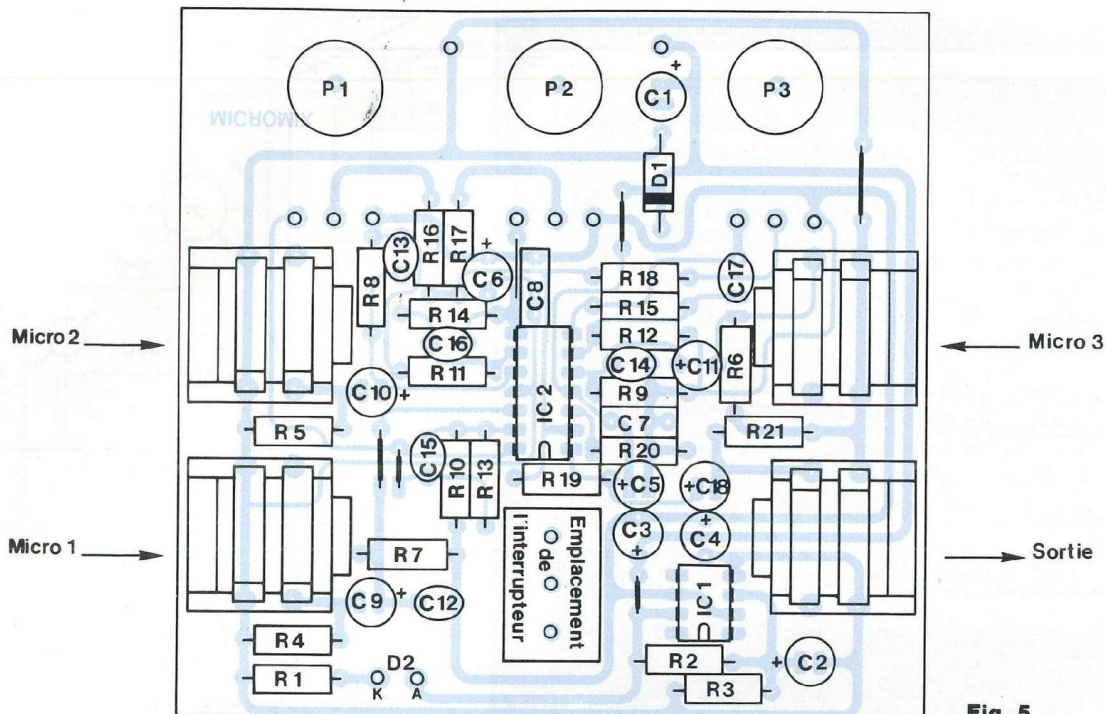 P1
P2
+
C1
P3
MICROMIX
D1
R8
C13
R16
R17
+
C6
C8
R18
C17
R14
R15
Micro 2
C16
R12
Micro 3
R11
C14
+C11
R6
C10
+
IC2
R9
R5
C7
R21
C15
R10
R13
R20
R19
+C5
+C18
Micro 1
R7
Emplacement
de
l'interrupteur
C3
+
+
C4
Sortie
C9
+
C12
IC1
R4
D2
R2
+
C2
R1
K
A
R3
Fig. 5